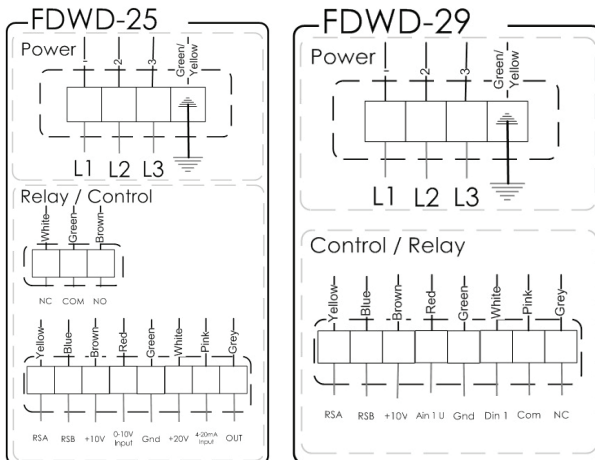 FDWD-25
Power
1 2 3 Green/
Yellow
L1 L2 L3
Relay / Control
White Green Brown
NC COM NO
Yellow Blue Brown Red Green White Pink Grey
RSA RSB +10V 0-10V
Input Gnd +20V 4-20mA
Input OUT
FDWD-29
Power
1 2 3 Green/
Yellow
L1 L2 L3
Control / Relay
Yellow Blue Brown Red Green White Pink Grey
RSA RSB +10V Ain 1 U Gnd Din 1 Com NC